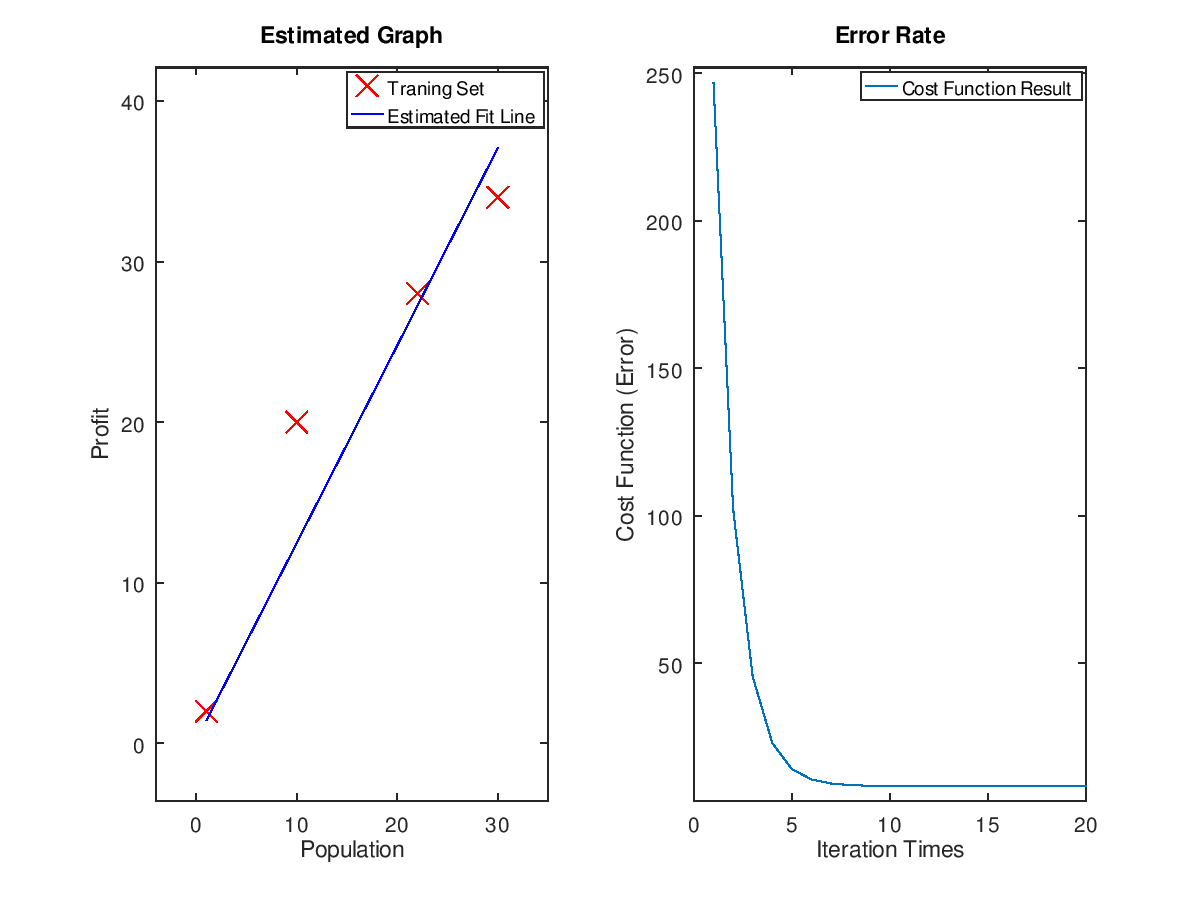 Estimated Graph
Traning Set
Estimated Fit Line
40
30
20
10
0
Profit
0 10 20 30
Population
Error Rate
Cost Function Result
250
200
150
100
50
Cost Function (Error)
0 5 10 15 20
Iteration Times